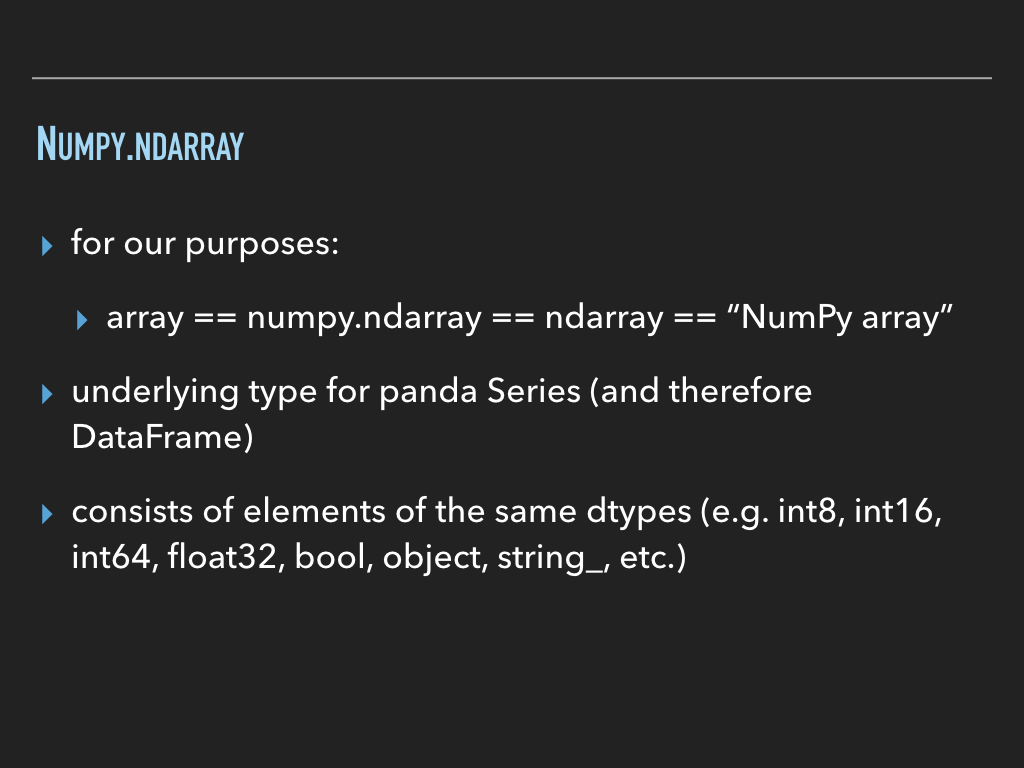 NUMPY.NDARRAY
for our purposes:
array == numpy.ndarray == ndarray == “NumPy array”
underlying type for panda Series (and therefore
DataFrame)
consists of elements of the same dtypes (e.g. int8, int16,
int64, float32, bool, object, string_, etc.)